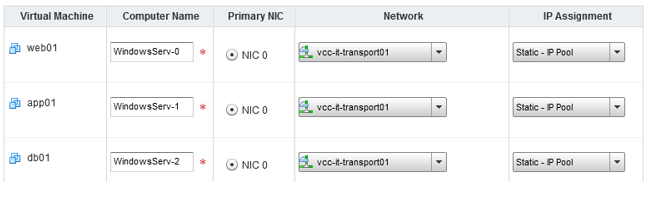 Virtual Machine Computer Name Primary NIC Network IP Assignment
web01 WindowsServ-0 * NIC 0 vcc-it-transport01 Static - IP Pool
app01 WindowsServ-1 * NIC 0 vcc-it-transport01 Static - IP Pool
db01 WindowsServ-2 * NIC 0 vcc-it-transport01 Static - IP Pool